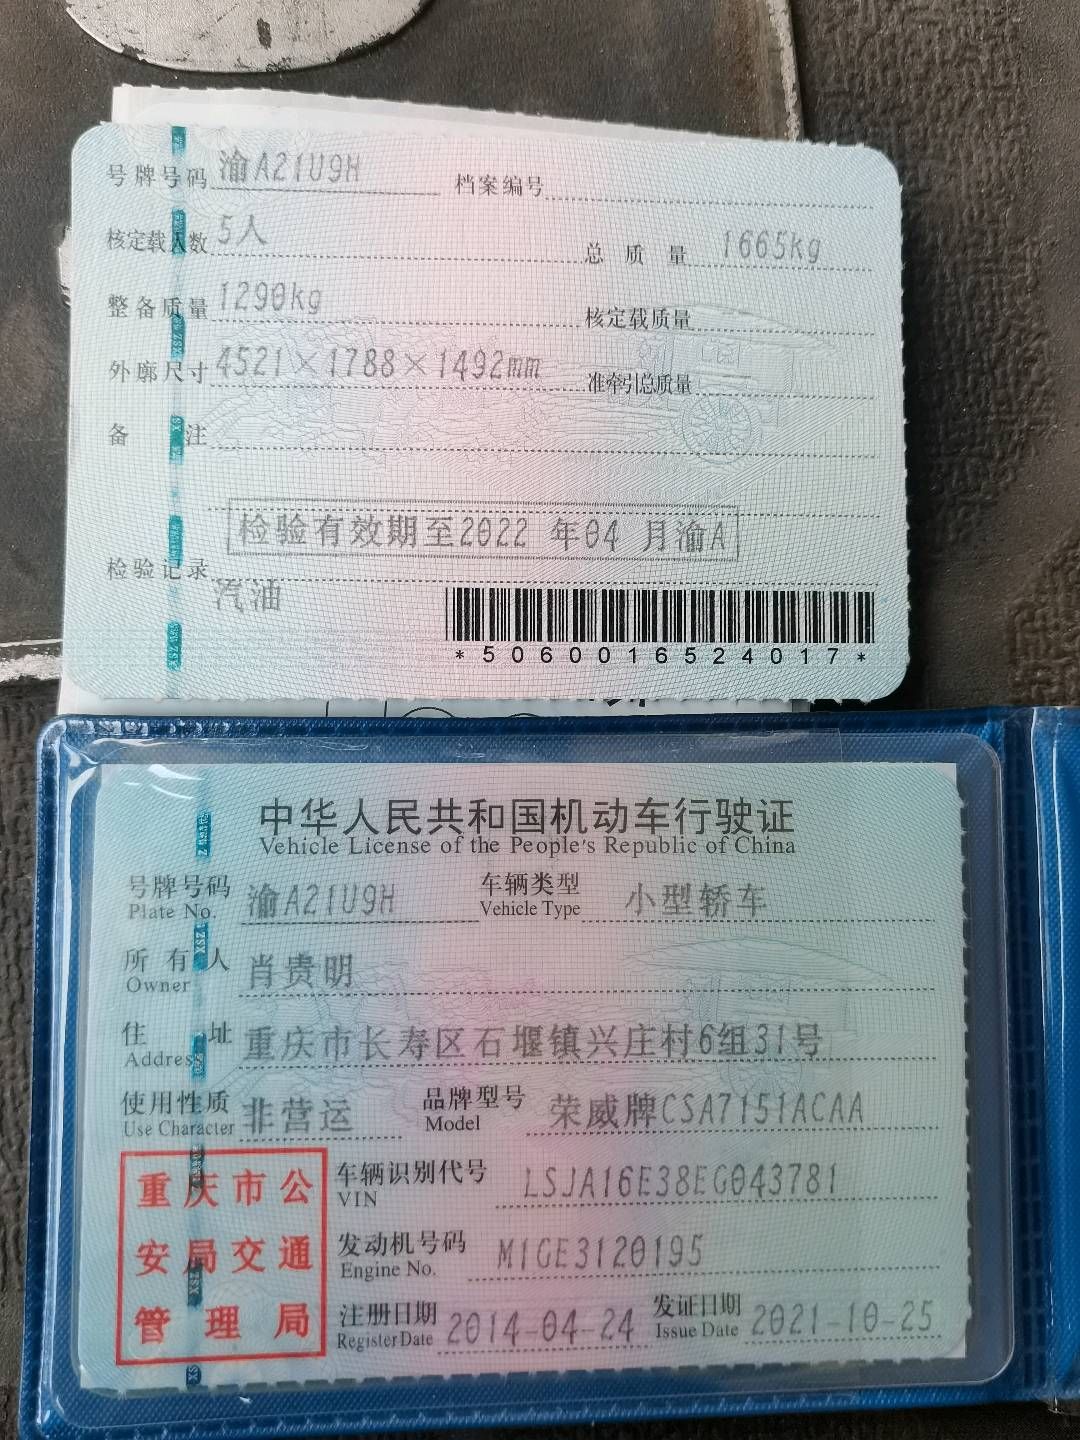 号牌号码 渝A21U9H 档案编号
核定载人数 5人 总质量 1665kg
整备质量 1290kg 核定载质量
外廓尺寸 4521×1788×1492mm 准牵引总质量 —
备注
检验有效期至2022 年04 月渝A
检验记录
汽油
*5060016524017*
中华人民共和国机动车行驶证
Vehicle License of the People's Republic of China
号牌号码 渝A21U9H 车辆类型 小型轿车
Plate No. Vehicle Type
所有人 肖贵明
Owner
住址 重庆市长寿区石堰镇兴庄村6组31号
Address
使用性质 非营运 品牌型号 荣威牌CSA7151ACAA
Use Character Model
重庆市公
安局交通
管理局
车辆识别代号 LSJA16E38EG043781
VIN
发动机号码 M1GE3120195
Engine No.
注册日期 2014-04-24 发证日期 2021-10-25
Register Date Issue Date